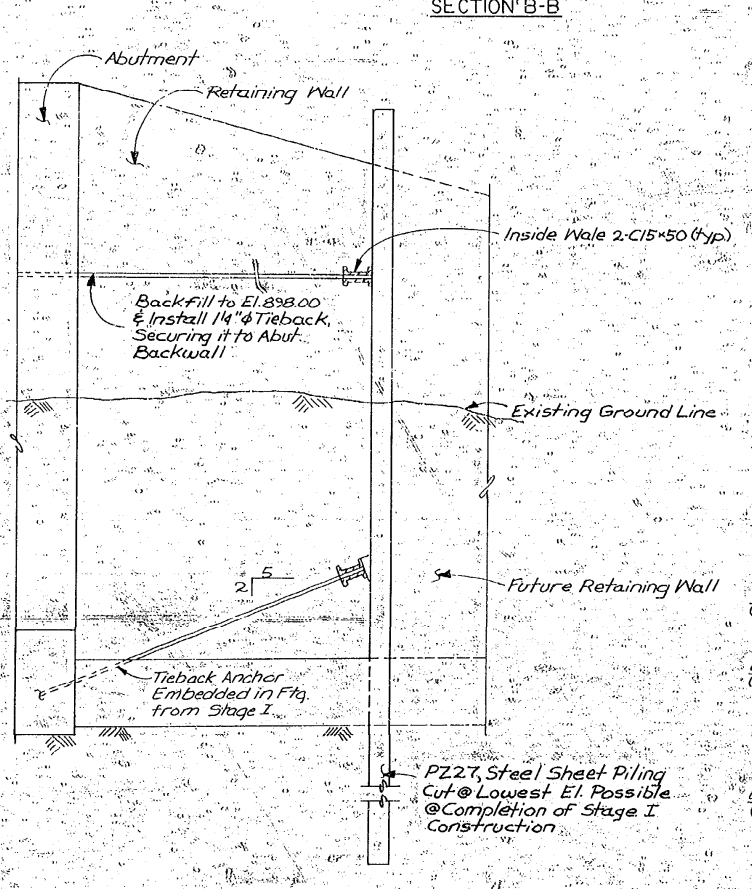 SECTION B-B
Abutment
Retaining Wall
Inside Wale 2-C15×50 (typ.)
Backfill to El. 898.00
& Install 1¼"φ Tieback,
Securing it to Abut.
Backwall
Existing Ground Line
5
2
Future Retaining Wall
Tieback Anchor
Embedded in Ftg.
from Stage I
PZ27, Steel Sheet Piling
Cut @ Lowest El. Possible
@ Completion of Stage I
Construction